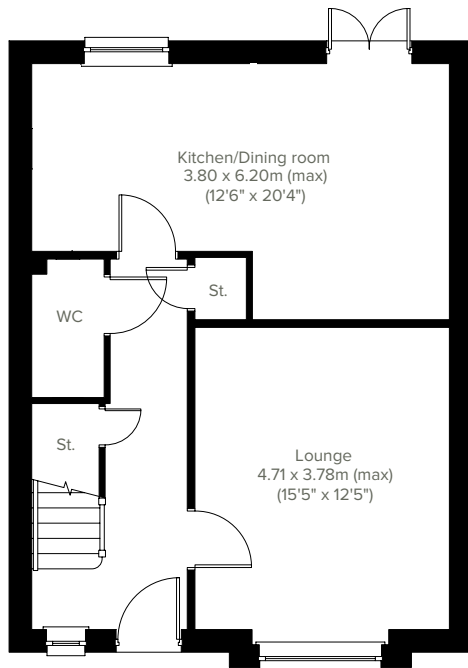 Kitchen/Dining room
3.80 x 6.20m (max)
(12'6" x 20'4")
St.
WC
St.
Lounge
4.71 x 3.78m (max)
(15'5" x 12'5")